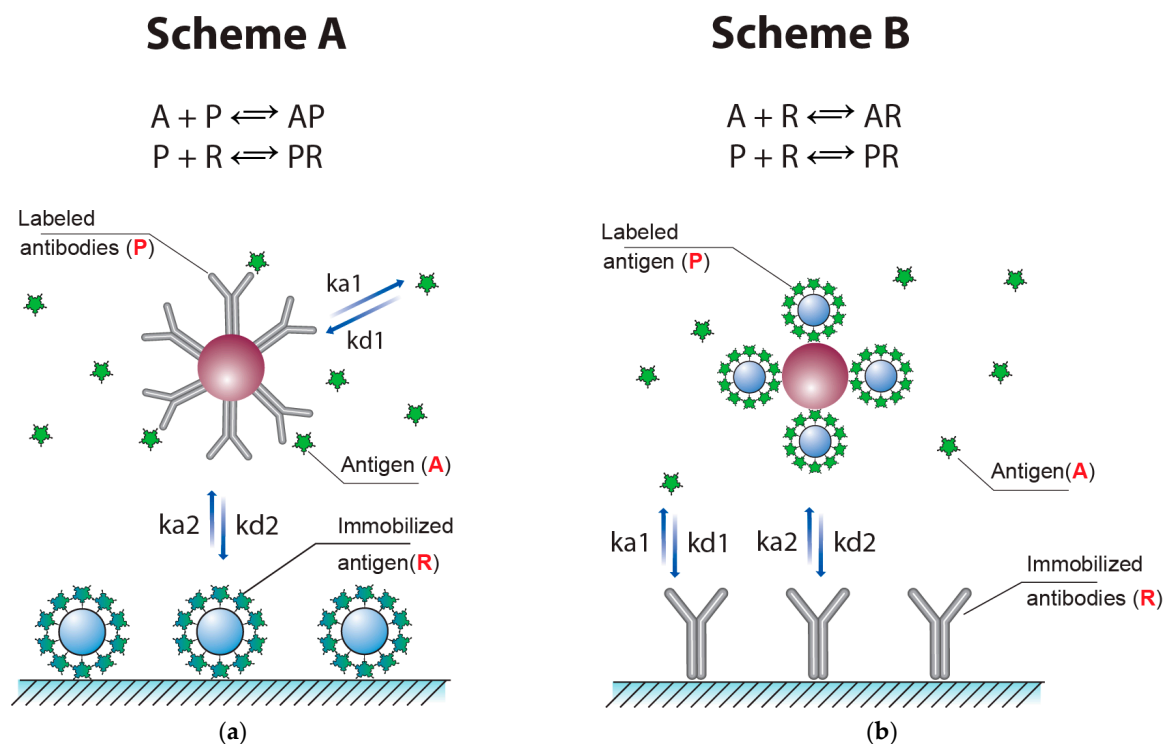 Scheme A
A + P ⟺ AP
P + R ⟺ PR
Labeled
antibodies (P)
ka1
kd1
Antigen (A)
ka2
kd2
Immobilized
antigen(R)
(a)
Scheme B
A + R ⟺ AR
P + R ⟺ PR
Labeled
antigen (P)
Antigen(A)
ka1
kd1
ka2
kd2
Immobilized
antibodies (R)
(b)